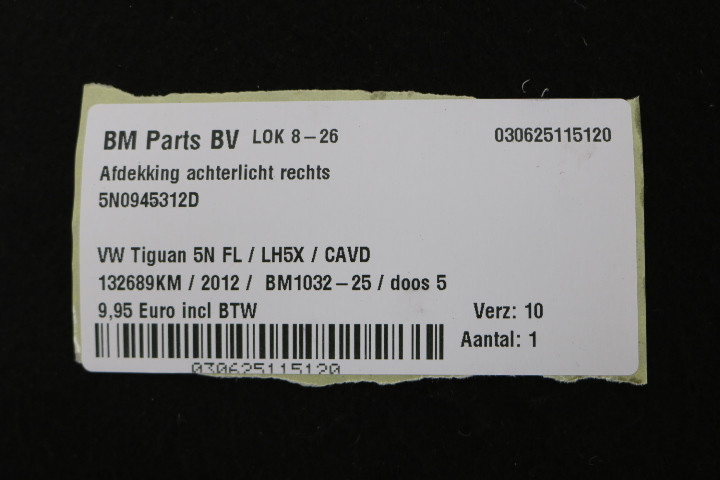 BM Parts BV LOK 8-26 030625115120
Afdekking achterlicht rechts
5N0945312D
VW Tiguan 5N FL / LH5X / CAVD
132689KM / 2012 / BM1032-25 / doos 5
9,95 Euro incl BTW Verz: 10
Aantal: 1
030625115120